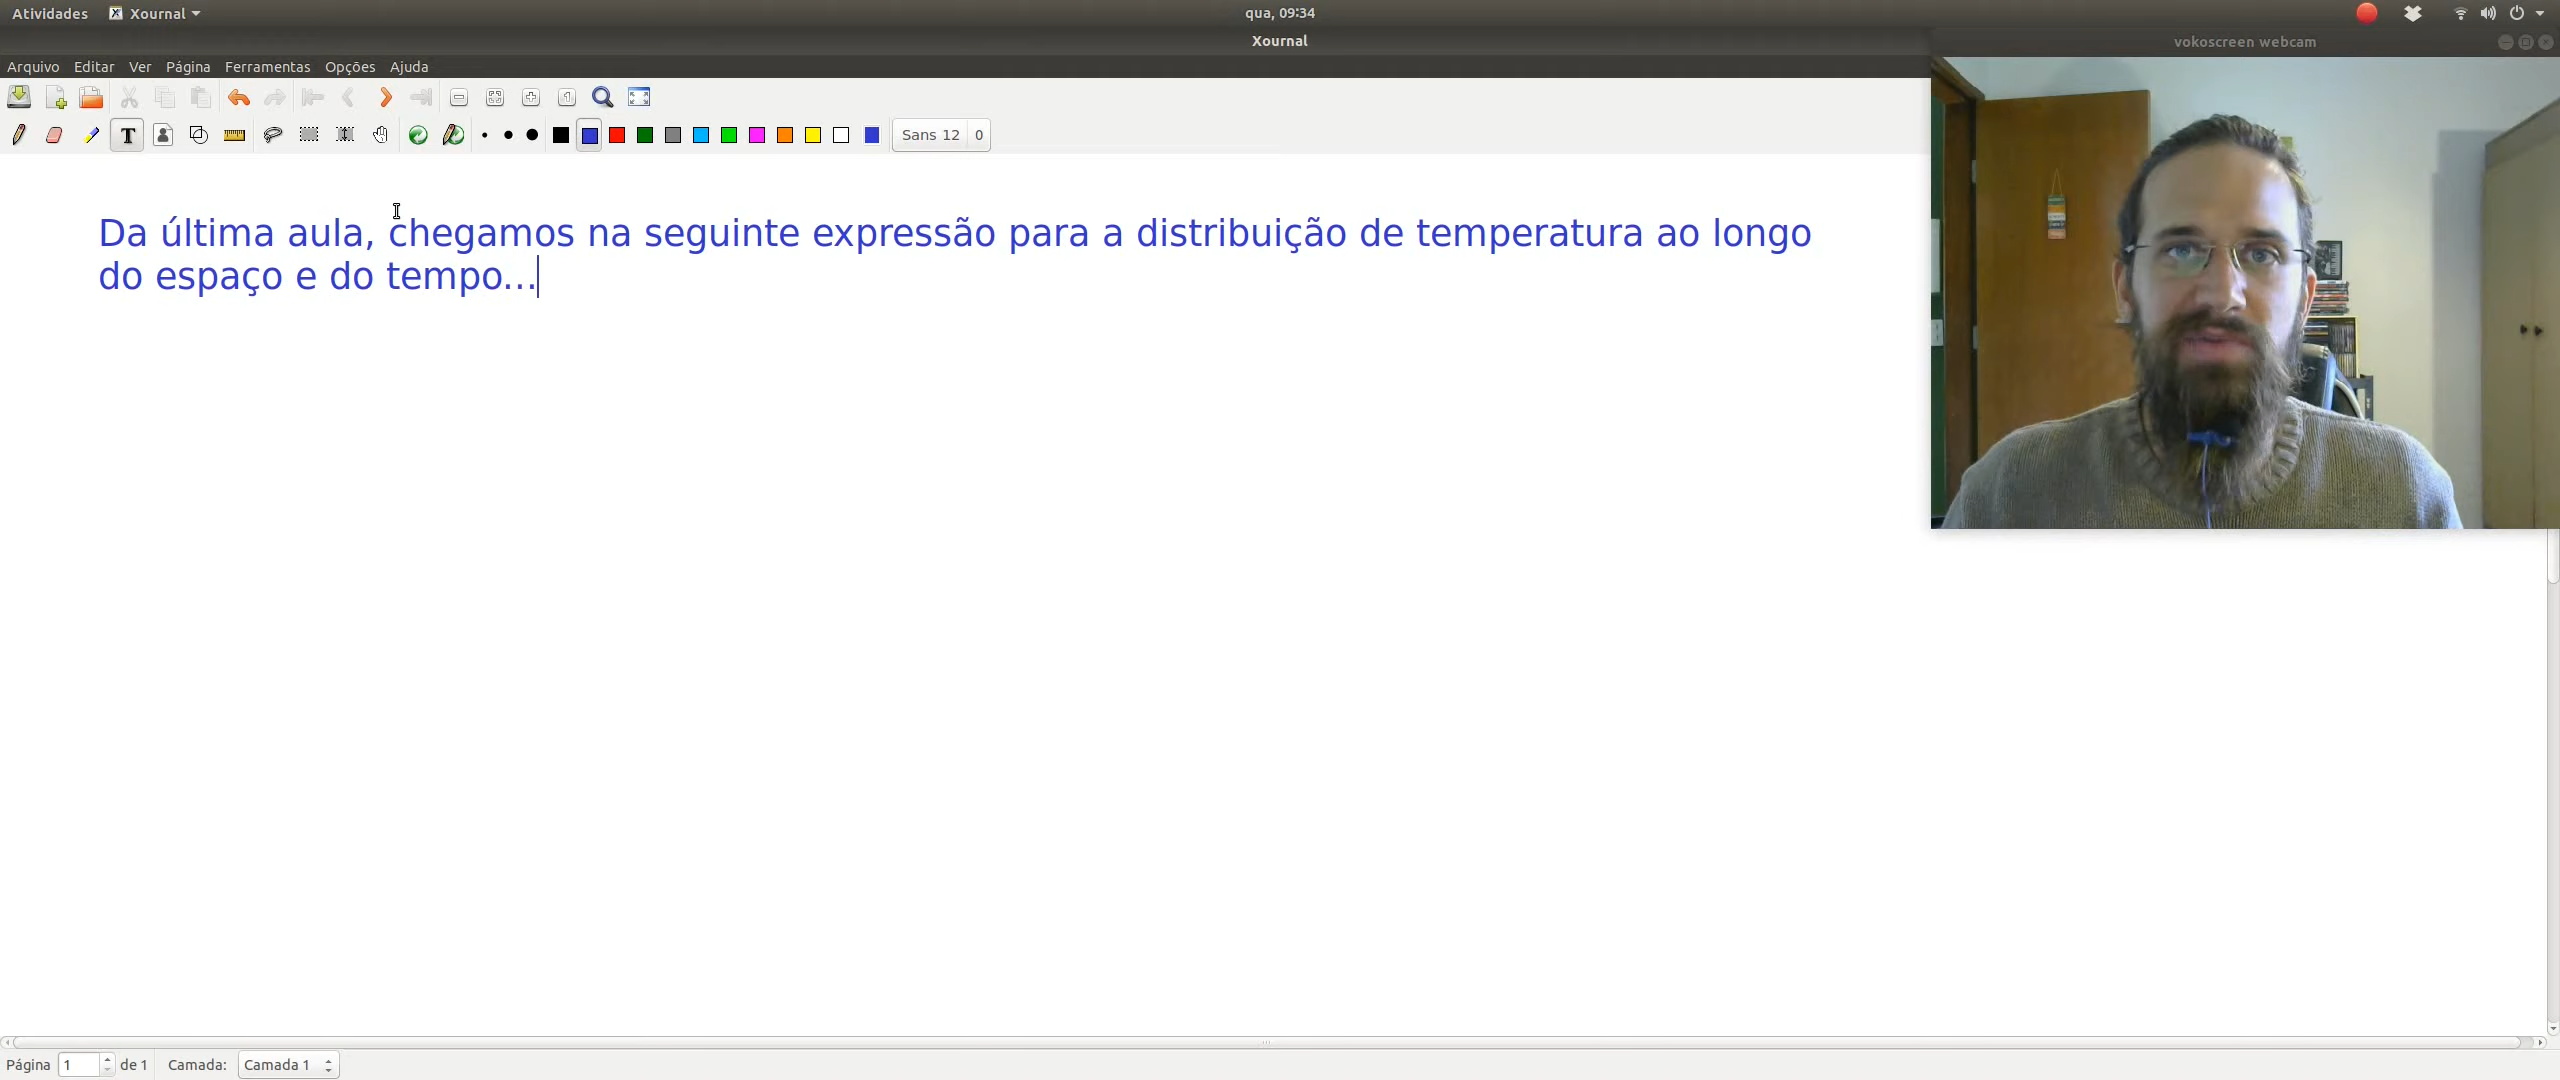 Atividades Xournal qua, 09:34
Xournal
vokoscreen webcam
Arquivo Editar Ver Página Ferramentas Opções Ajuda
T Sans 12 0
Da última aula, chegamos na seguinte expressão para a distribuição de temperatura ao longo
do espaço e do tempo...
Página 1 de 1 Camada: Camada 1